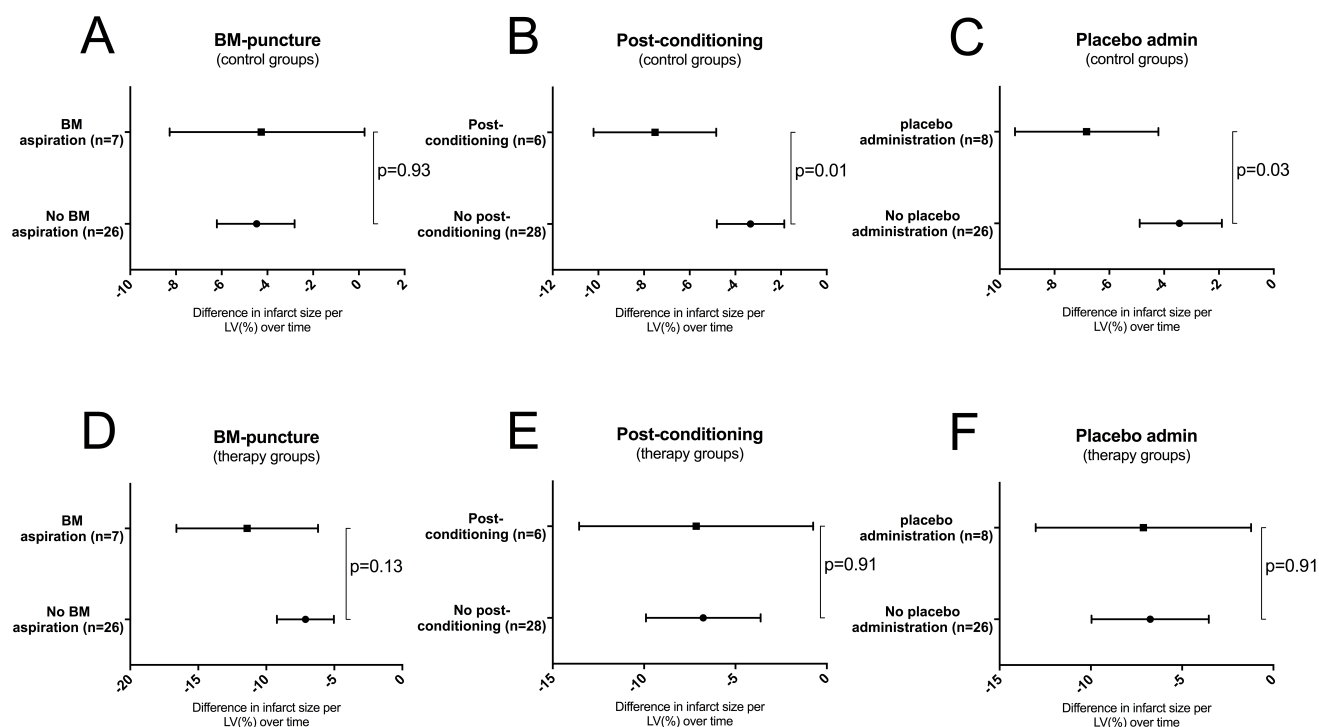 A
BM-puncture
(control groups)
BM
aspiration (n=7)
No BM
aspiration (n=26)
p=0.93
-10
-8
-6
-4
-2
0
2
Difference in infarct size per
LV(%) over time
B
Post-conditioning
(control groups)
Post-
conditioning (n=6)
No post-
conditioning (n=28)
p=0.01
-12
-10
-8
-6
-4
-2
0
Difference in infarct size per
LV(%) over time
C
Placebo admin
(control groups)
placebo
administration (n=8)
No placebo
administration (n=26)
p=0.03
-10
-8
-6
-4
-2
0
Difference in infarct size per
LV(%) over time
D
BM-puncture
(therapy groups)
BM
aspiration (n=7)
No BM
aspiration (n=26)
p=0.13
-20
-15
-10
-5
0
Difference in infarct size per
LV(%) over time
E
Post-conditioning
(therapy groups)
Post-
conditioning (n=6)
No post-
conditioning (n=28)
p=0.91
-15
-10
-5
0
Difference in infarct size per
LV(%) over time
F
Placebo admin
(therapy groups)
placebo
administration (n=8)
No placebo
administration (n=26)
p=0.91
-15
-10
-5
0
Difference in infarct size per
LV(%) over time